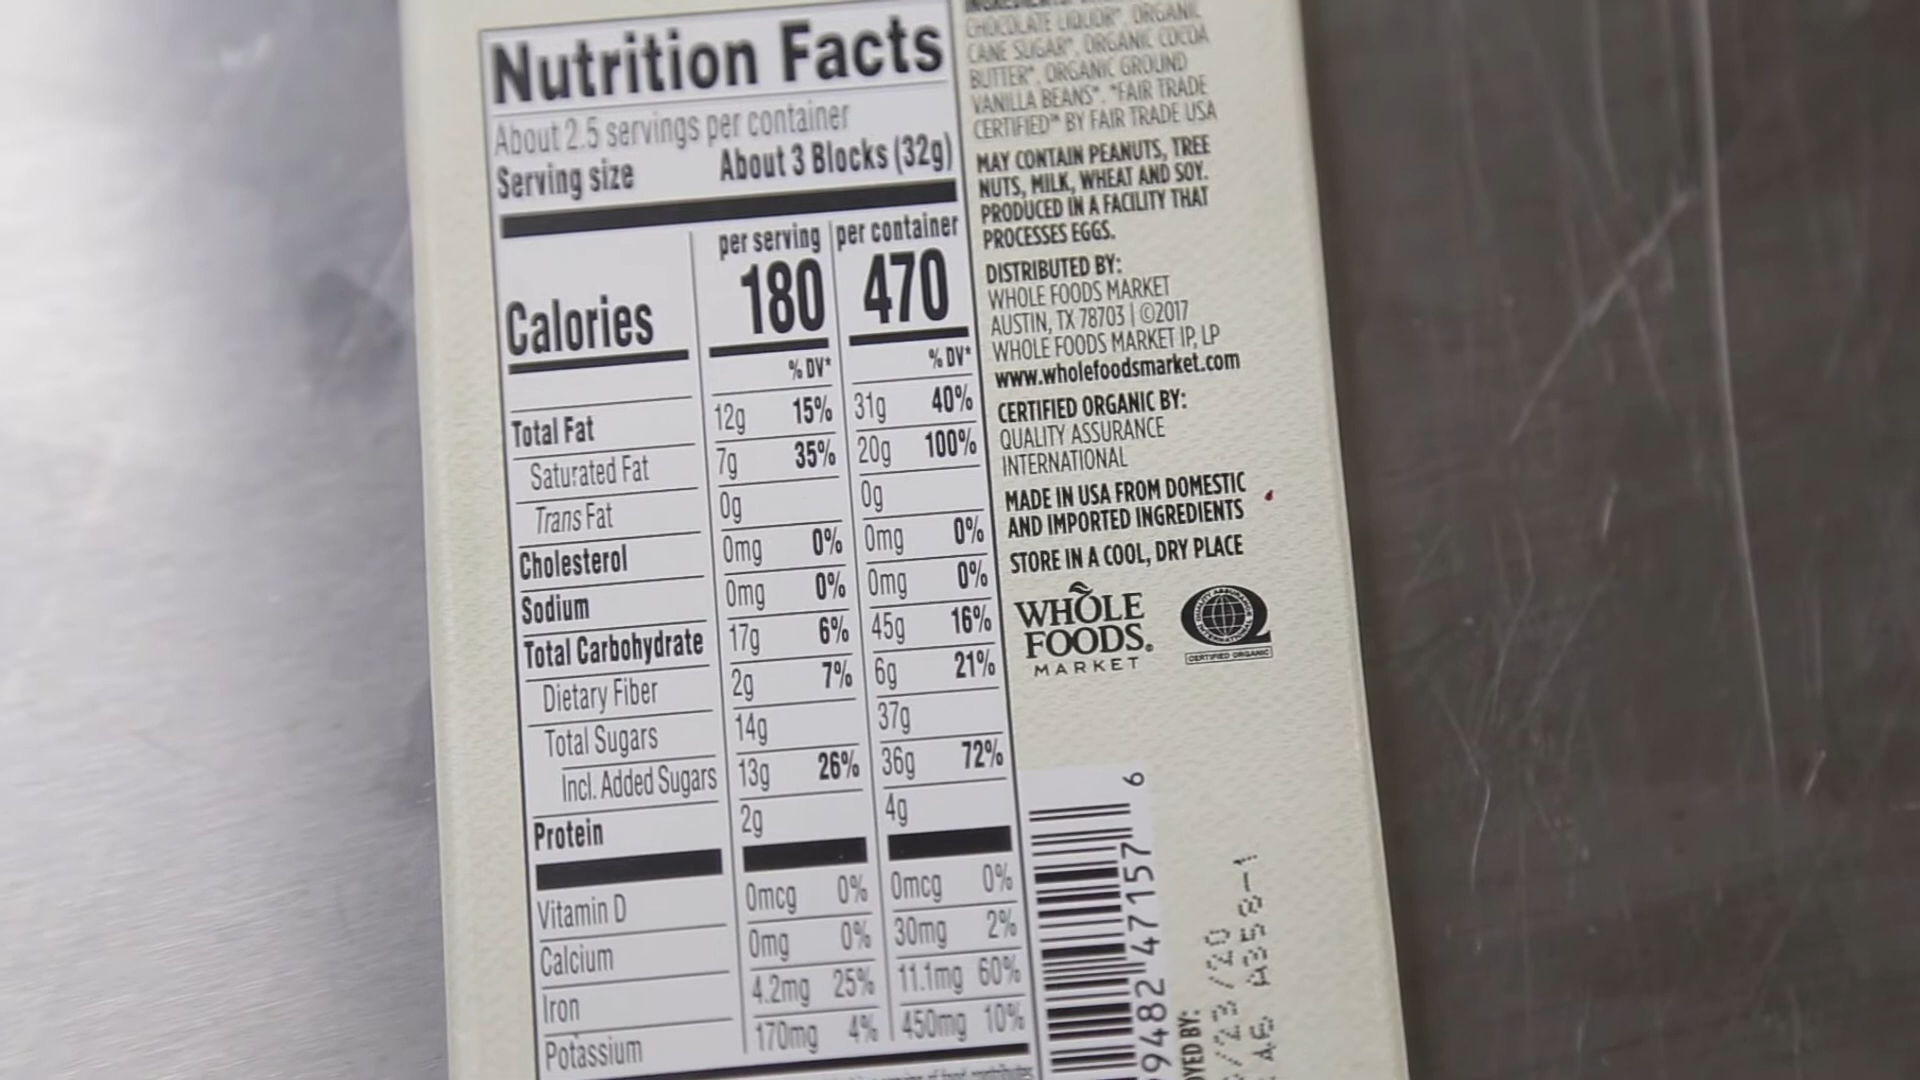 Nutrition Facts
About 2.5 servings per container
Serving size About 3 Blocks (32g)
per serving per container
Calories 180 470
% DV* % DV*
Total Fat 12g 15% 31g 40%
Saturated Fat 7g 35% 20g 100%
Trans Fat 0g 0g
Cholesterol 0mg 0% 0mg 0%
Sodium 0mg 0% 0mg 0%
Total Carbohydrate 17g 6% 45g 16%
Dietary Fiber 2g 7% 6g 21%
Total Sugars 14g 37g
Incl. Added Sugars 13g 26% 36g 72%
Protein 2g 4g
Vitamin D 0mcg 0% 0mcg 0%
Calcium 0mg 0% 30mg 2%
Iron 4.2mg 25% 11.1mg 60%
Potassium 170mg 4% 450mg 10%
CHOCOLATE LIQUOR*, ORGANIC
CANE SUGAR*, ORGANIC COCOA
BUTTER*, ORGANIC GROUND
VANILLA BEANS*. *FAIR TRADE
CERTIFIED™ BY FAIR TRADE USA
MAY CONTAIN PEANUTS, TREE
NUTS, MILK, WHEAT AND SOY.
PRODUCED IN A FACILITY THAT
PROCESSES EGGS.
DISTRIBUTED BY:
WHOLE FOODS MARKET
AUSTIN, TX 78703 | ©2017
WHOLE FOODS MARKET IP, LP
www.wholefoodsmarket.com
CERTIFIED ORGANIC BY:
QUALITY ASSURANCE
INTERNATIONAL
MADE IN USA FROM DOMESTIC
AND IMPORTED INGREDIENTS
STORE IN A COOL, DRY PLACE
WHOLE
FOODS®
MARKET
CERTIFIED ORGANIC
99482 47157 6
BY:
/23/20
A358-1